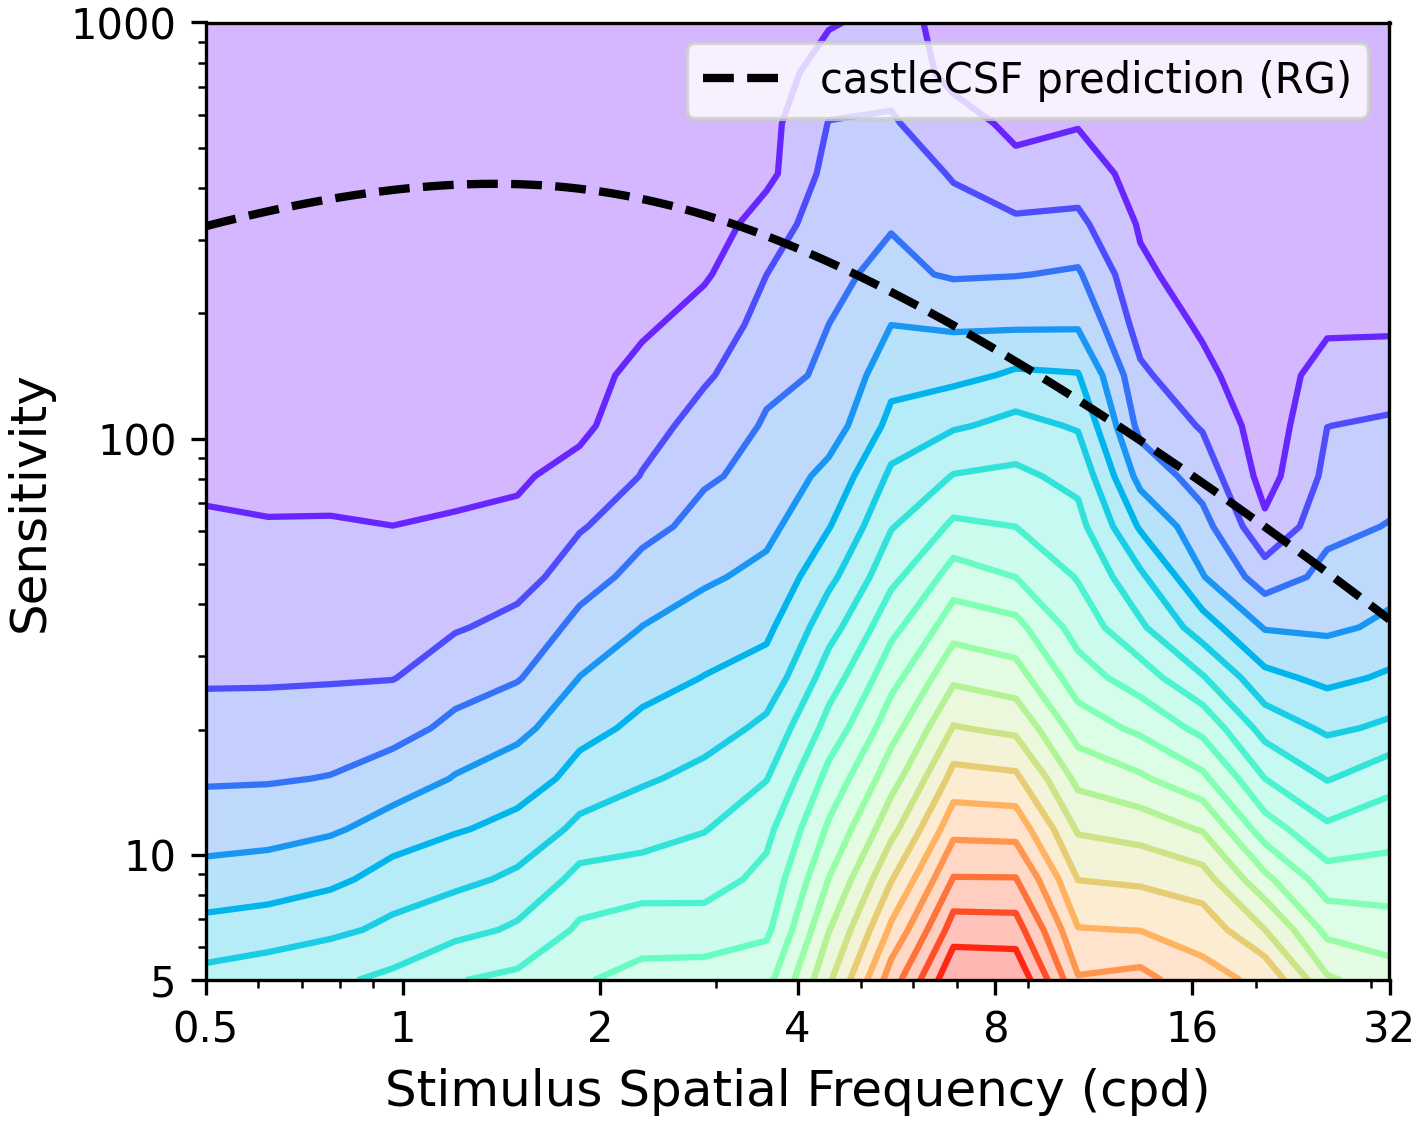 1000
castleCSF prediction (RG)
100
Sensitivity
10
5
0.5 1 2 4 8 16 32
Stimulus Spatial Frequency (cpd)